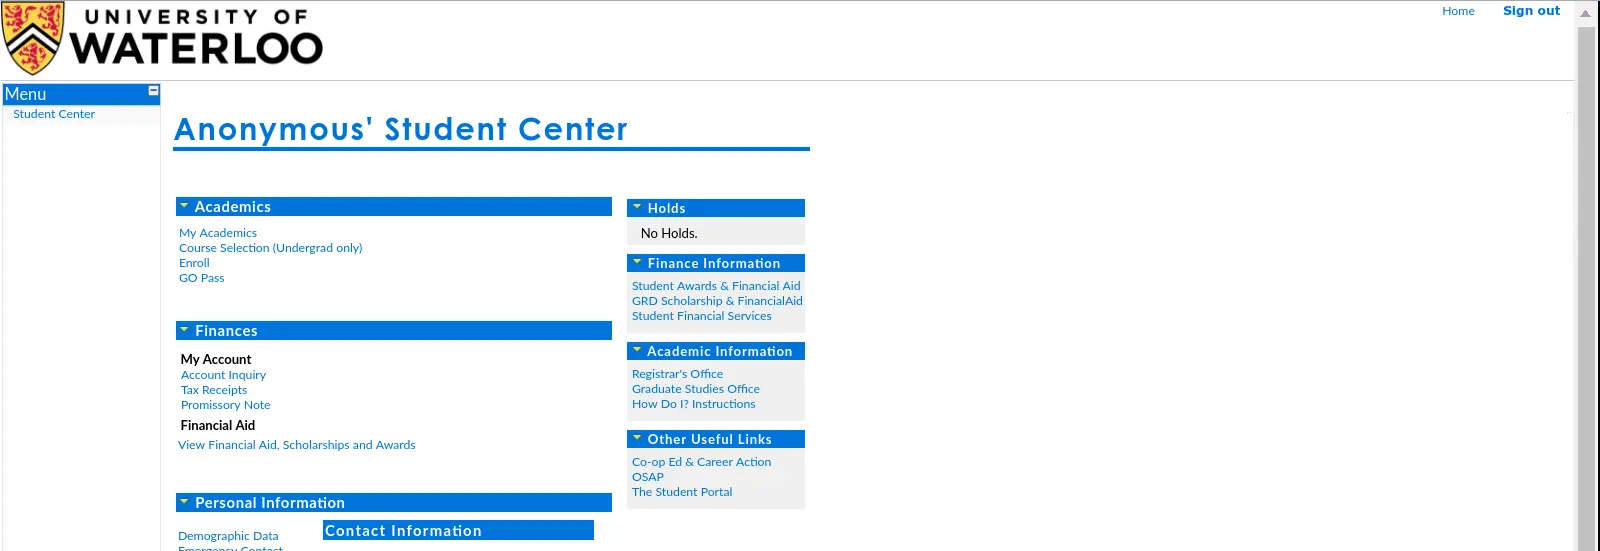 UNIVERSITY OF
WATERLOO
Home
Sign out
Menu
Student Center
Anonymous' Student Center
Academics
My Academics
Course Selection (Undergrad only)
Enroll
GO Pass
Finances
My Account
Account Inquiry
Tax Receipts
Promissory Note
Financial Aid
View Financial Aid, Scholarships and Awards
Personal Information
Demographic Data
Emergency Contact
Contact Information
Holds
No Holds.
Finance Information
Student Awards & Financial Aid
GRD Scholarship & FinancialAid
Student Financial Services
Academic Information
Registrar's Office
Graduate Studies Office
How Do I? Instructions
Other Useful Links
Co-op Ed & Career Action
OSAP
The Student Portal